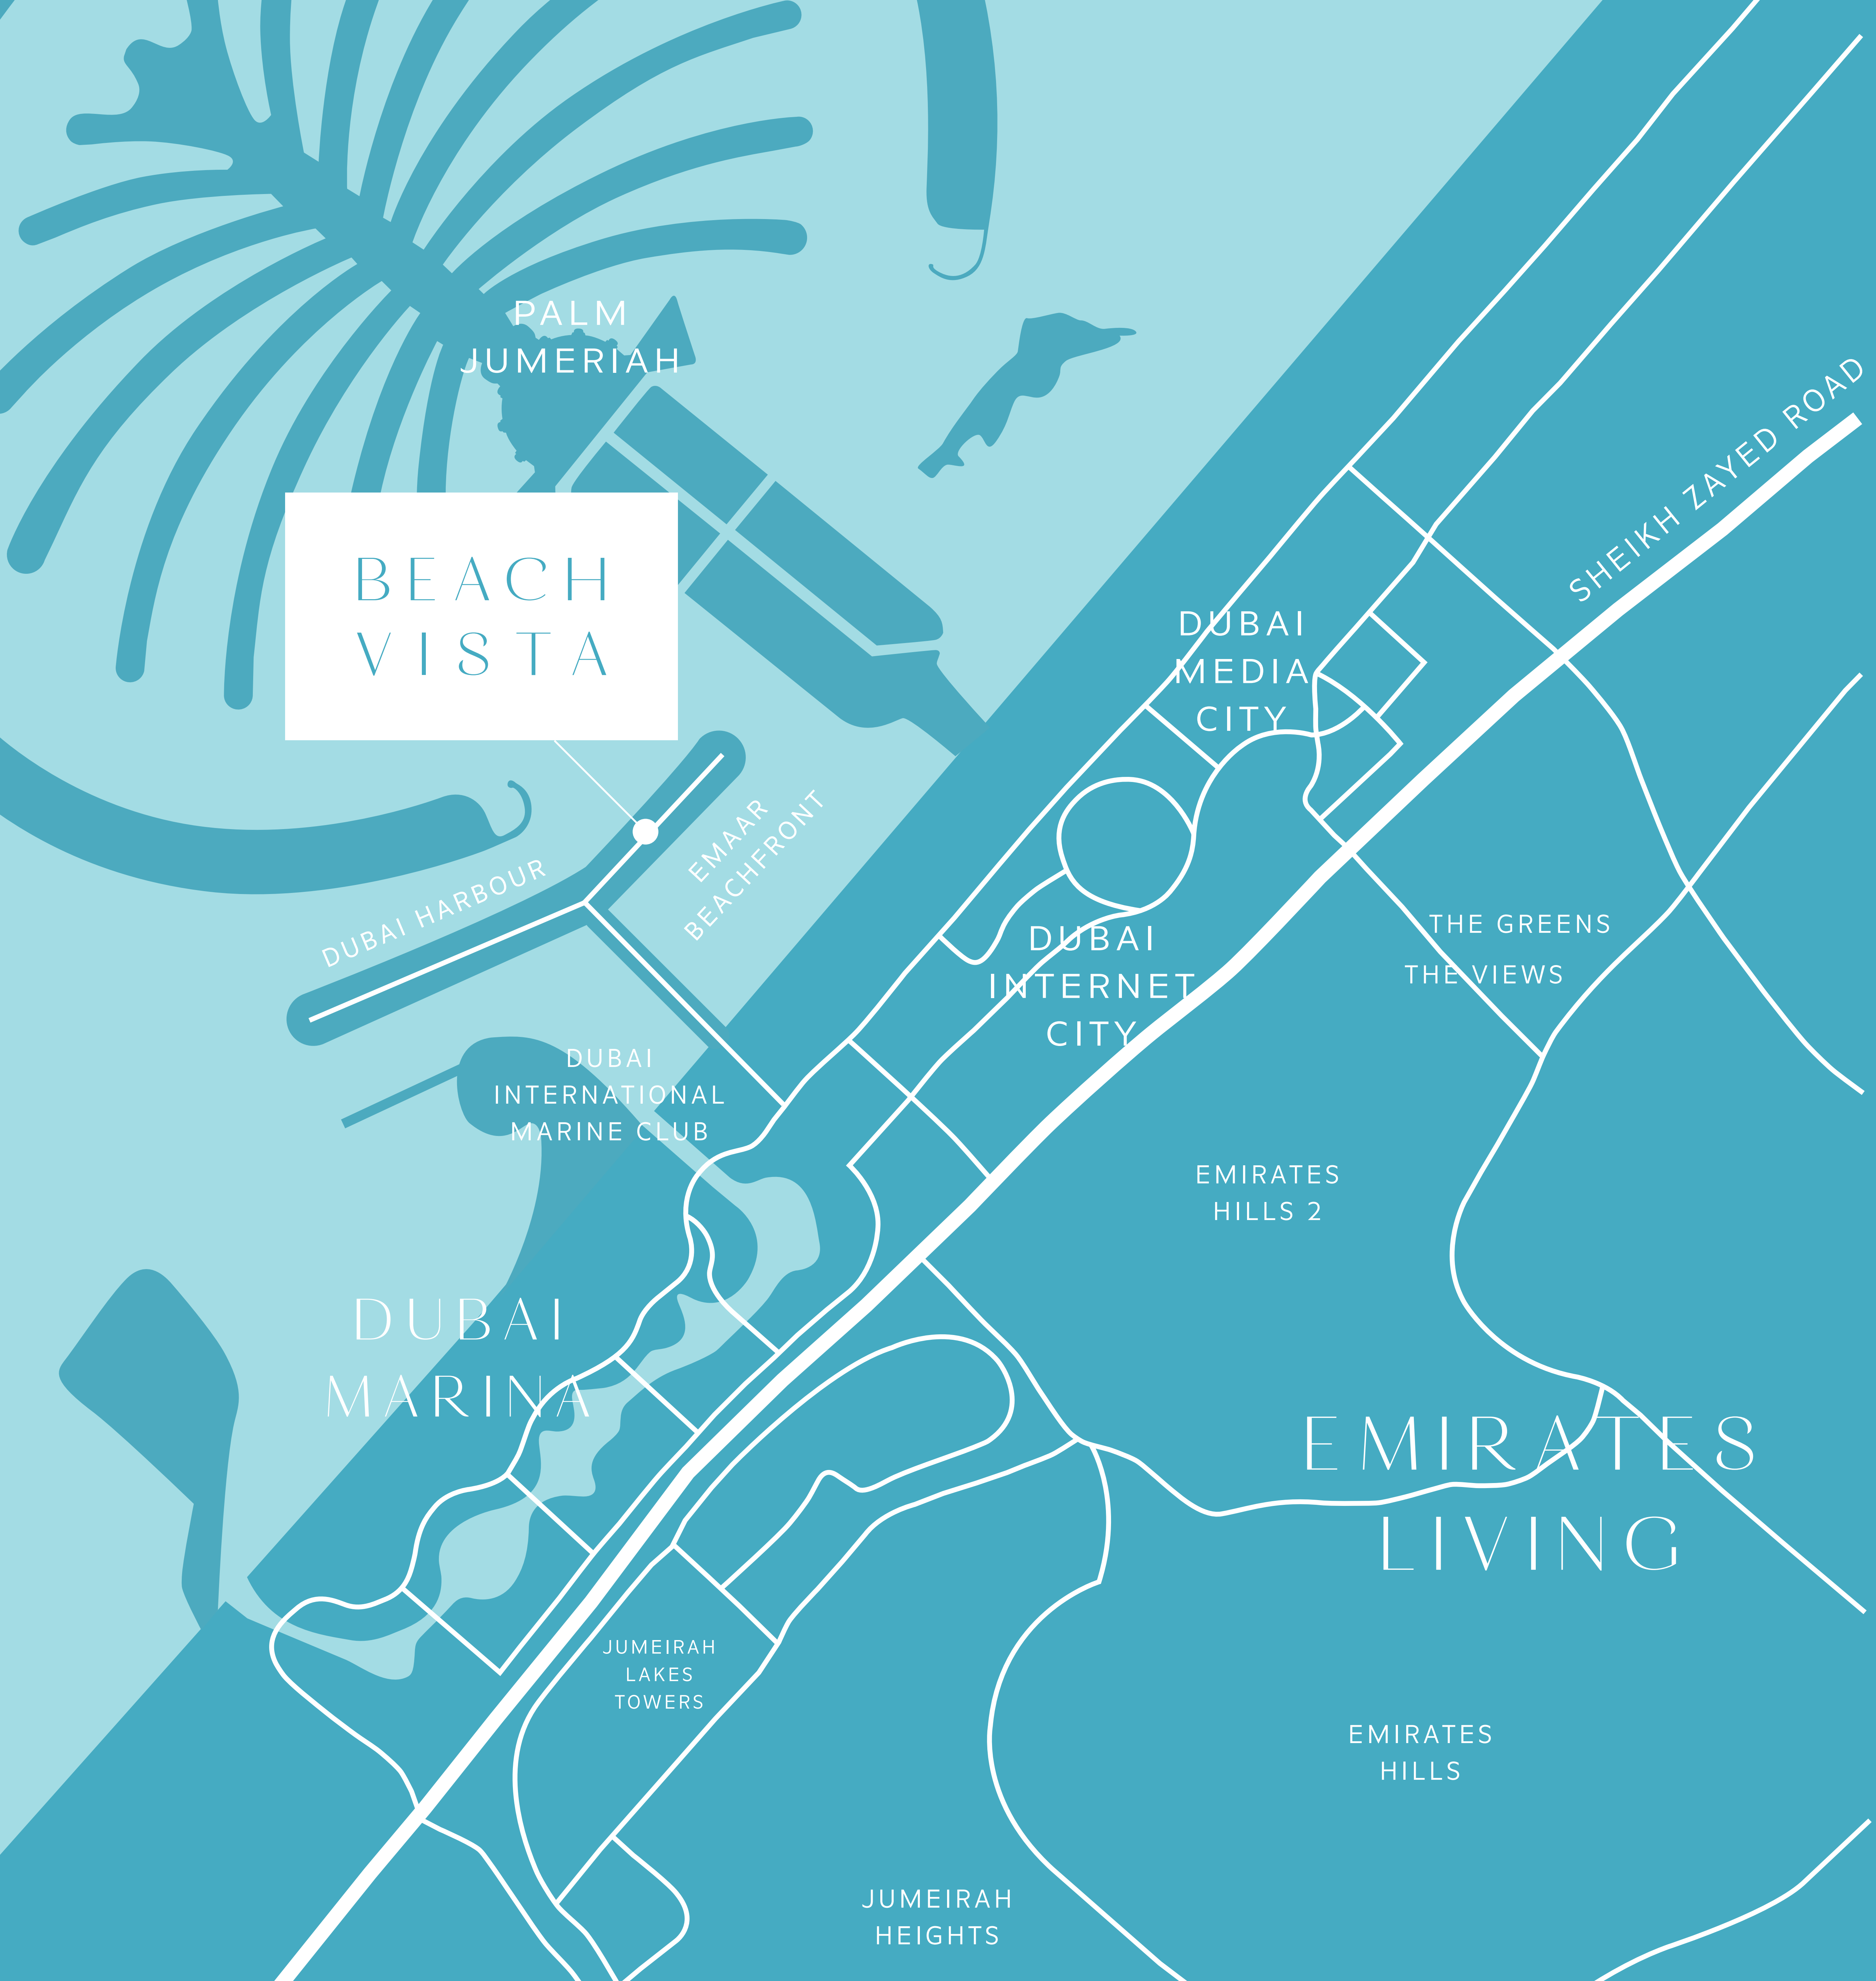 PALM
JUMERIAH
SHEIKH ZAYED ROAD
BEACH
VISTA
DUBAI
MEDIA
CITY
EMAAR
BEACHFRONT
DUBAI HARBOUR
THE GREENS
THE VIEWS
DUBAI
INTERNET
CITY
DUBAI
INTERNATIONAL
MARINE CLUB
EMIRATES
HILLS 2
DUBAI
MARINA
EMIRATES
LIVING
JUMEIRAH
LAKES
TOWERS
EMIRATES
HILLS
JUMEIRAH
HEIGHTS